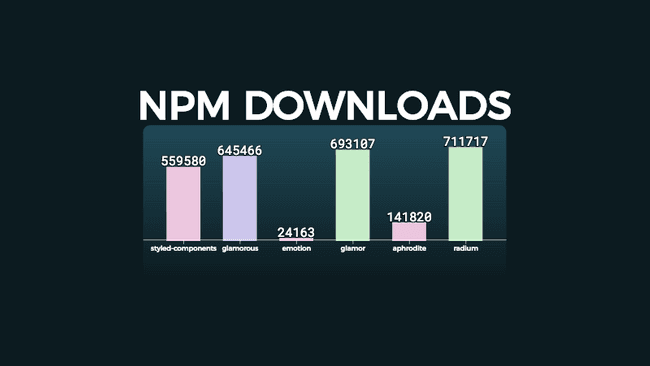 NPM DOWNLOADS
559580 645466 24163 693107 141820 711717
styled-components glamorous emotion glamor aphrodite radium